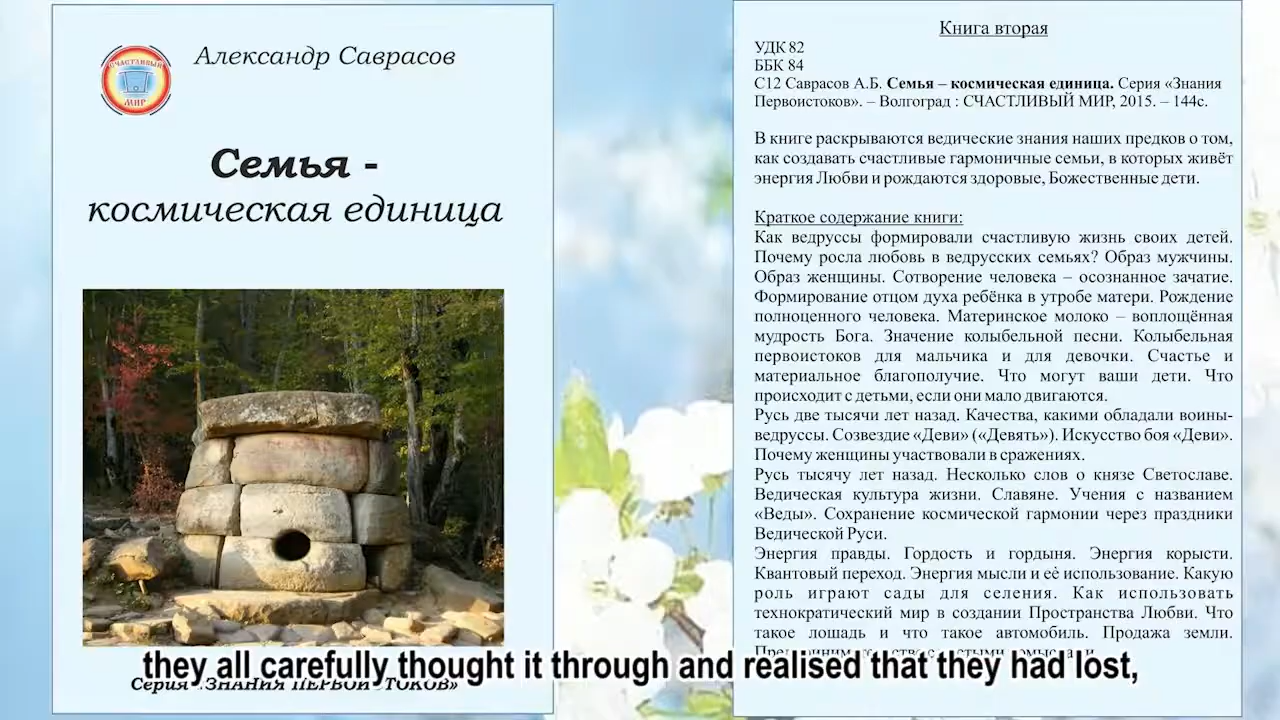 Александр Саврасов
СЧАСТЛИВЫЙ
МИР
Семья -
космическая единица
Серия «ЗНАНИЯ
Книга вторая
УДК 82
ББК 84
С12 Саврасов А.Б. Семья – космическая единица. Серия «Знания
Первоистоков». – Волгоград : СЧАСТЛИВЫЙ МИР, 2015. – 144с.
В книге раскрываются ведические знания наших предков о том,
как создавать счастливые гармоничные семьи, в которых живёт
энергия Любви и рождаются здоровые, Божественные дети.
Краткое содержание книги:
Как ведруссы формировали счастливую жизнь своих детей.
Почему росла любовь в ведрусских семьях? Образ мужчины.
Образ женщины. Сотворение человека – осознанное зачатие.
Формирование отцом духа ребёнка в утробе матери. Рождение
полноценного человека. Материнское молоко – воплощённая
мудрость Бога. Значение колыбельной песни. Колыбельная
первоистоков для мальчика и для девочки. Счастье и
материальное благополучие. Что могут ваши дети. Что
происходит с детьми, если они мало двигаются.
Русь две тысячи лет назад. Качества, какими обладали воины-
ведруссы. Созвездие «Деви» («Девять»). Искусство боя «Деви».
Почему женщины участвовали в сражениях.
Русь тысячу лет назад. Несколько слов о князе Светославе.
Ведическая культура жизни. Славяне. Учения с названием
«Веды». Сохранение космической гармонии через праздники
Ведической Руси.
Энергия правды. Гордость и гордыня. Энергия корысти.
Квантовый переход. Энергия мысли и её использование. Какую
роль играют сады для селения. Как использовать
технократический мир в создании Пространства Любви. Что
такое лошадь и что такое автомобиль. Продажа земли.
they all carefully thought it through and realised that they had lost,